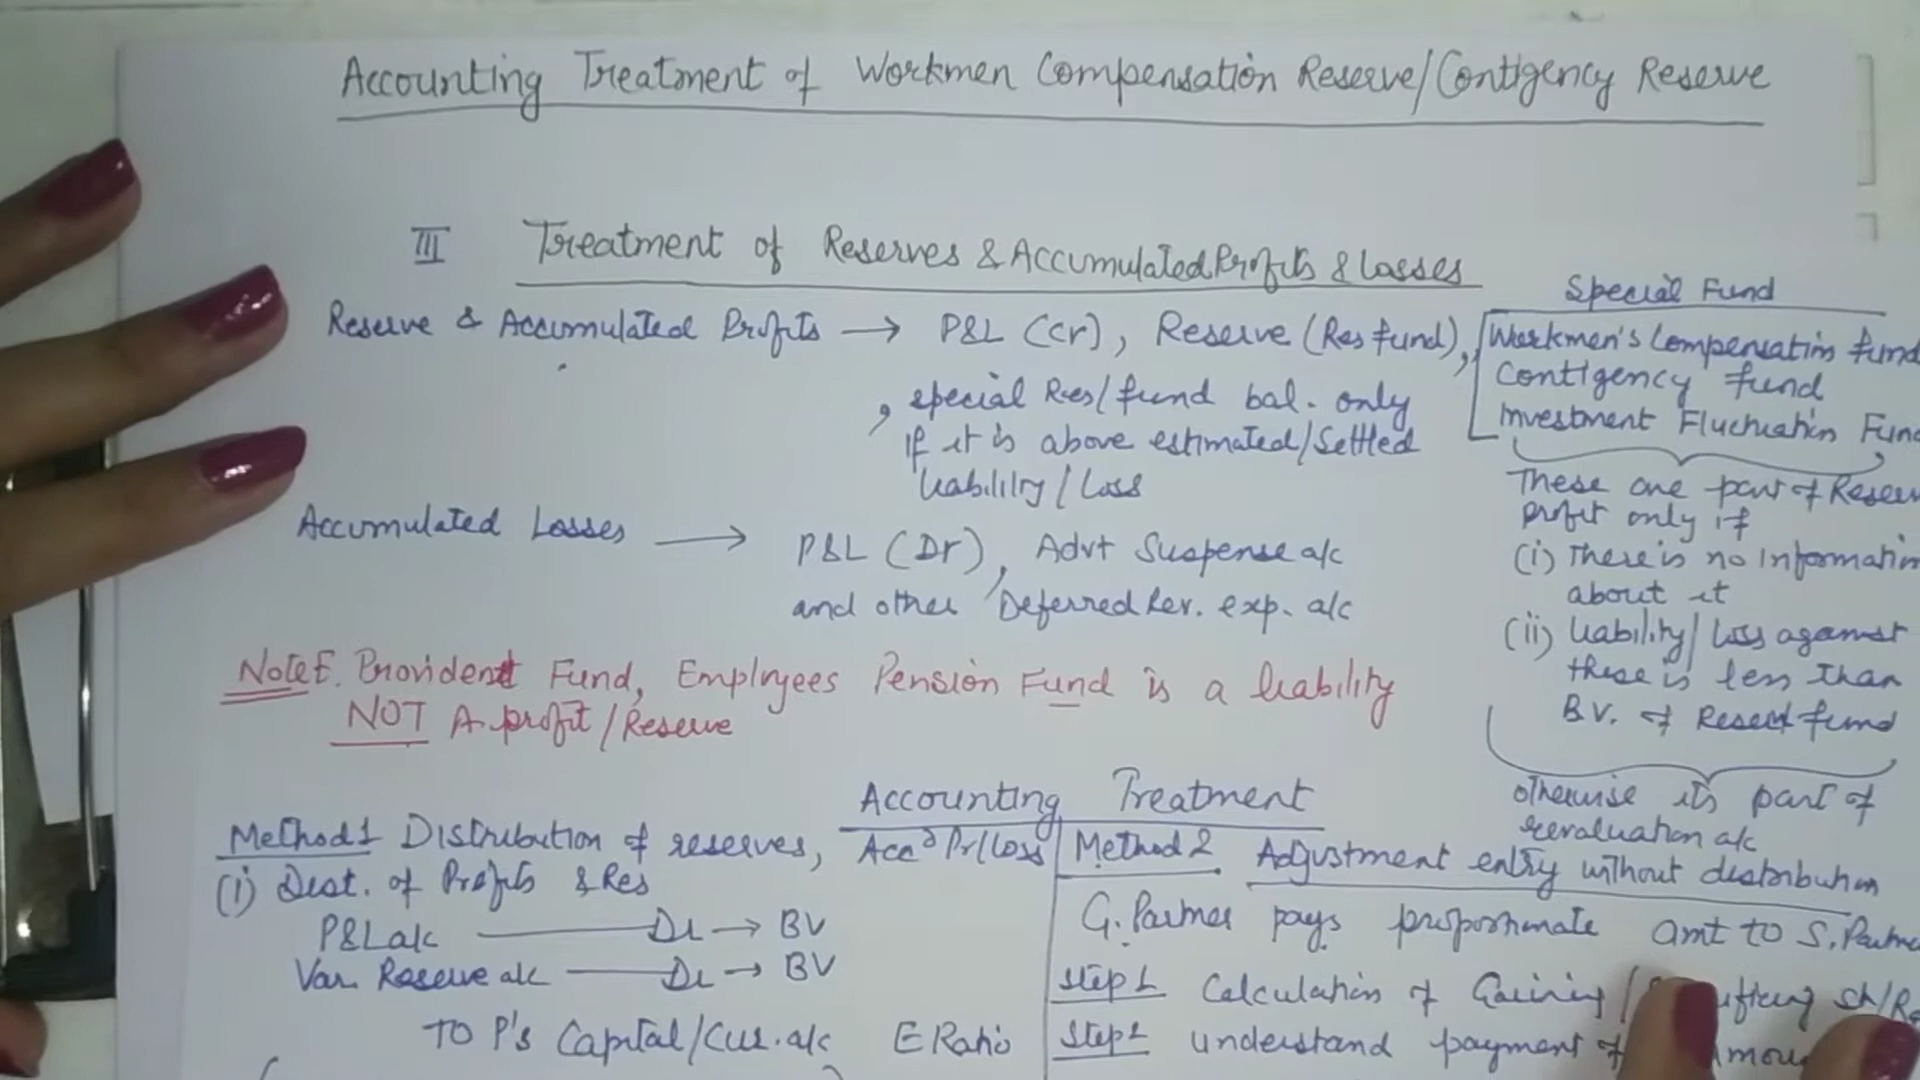 Accounting Treatment of Workmen Compensation Reserve/Contigency Reserve
III Treatment of Reserves & Accumulated Profits & Losses
Reserve & Accumulated Profits → P&L (Cr), Reserve (Res fund),
, special Res/fund bal. only
if it is above estimated/Settled
liability / Loss
Special Fund
Workmen's Compensation fund
Contigency fund
Investment Fluctuation Fund
These are part of Reser
profit only if
(i) There is no Information
about it
(ii) liability/ Loss against
these is less than
B.V. of Reserve fund
otherwise its part of
revaluation a/c
Accumulated Losses → P&L (Dr), Advt Suspense a/c
and other Deferred Rev. exp. a/c
Note E. Provident Fund, Employees Pension Fund is a liability
NOT A profit / Reserve
Accounting Treatment
Method 1 Distribution of reserves, Accd Pr/Loss
(i) Dist. of Profits & Res
P&L a/c Dr → BV
Var. Reserve a/c Dr → BV
To P's Capital/Cur. a/c E Ratio
Method 2 Adjustment entry without distribution
G. Partner pays proportionate amt to S. Partne
Step 1 Calculation of Gaining / Sh/Ra
Step 2 understand payment of